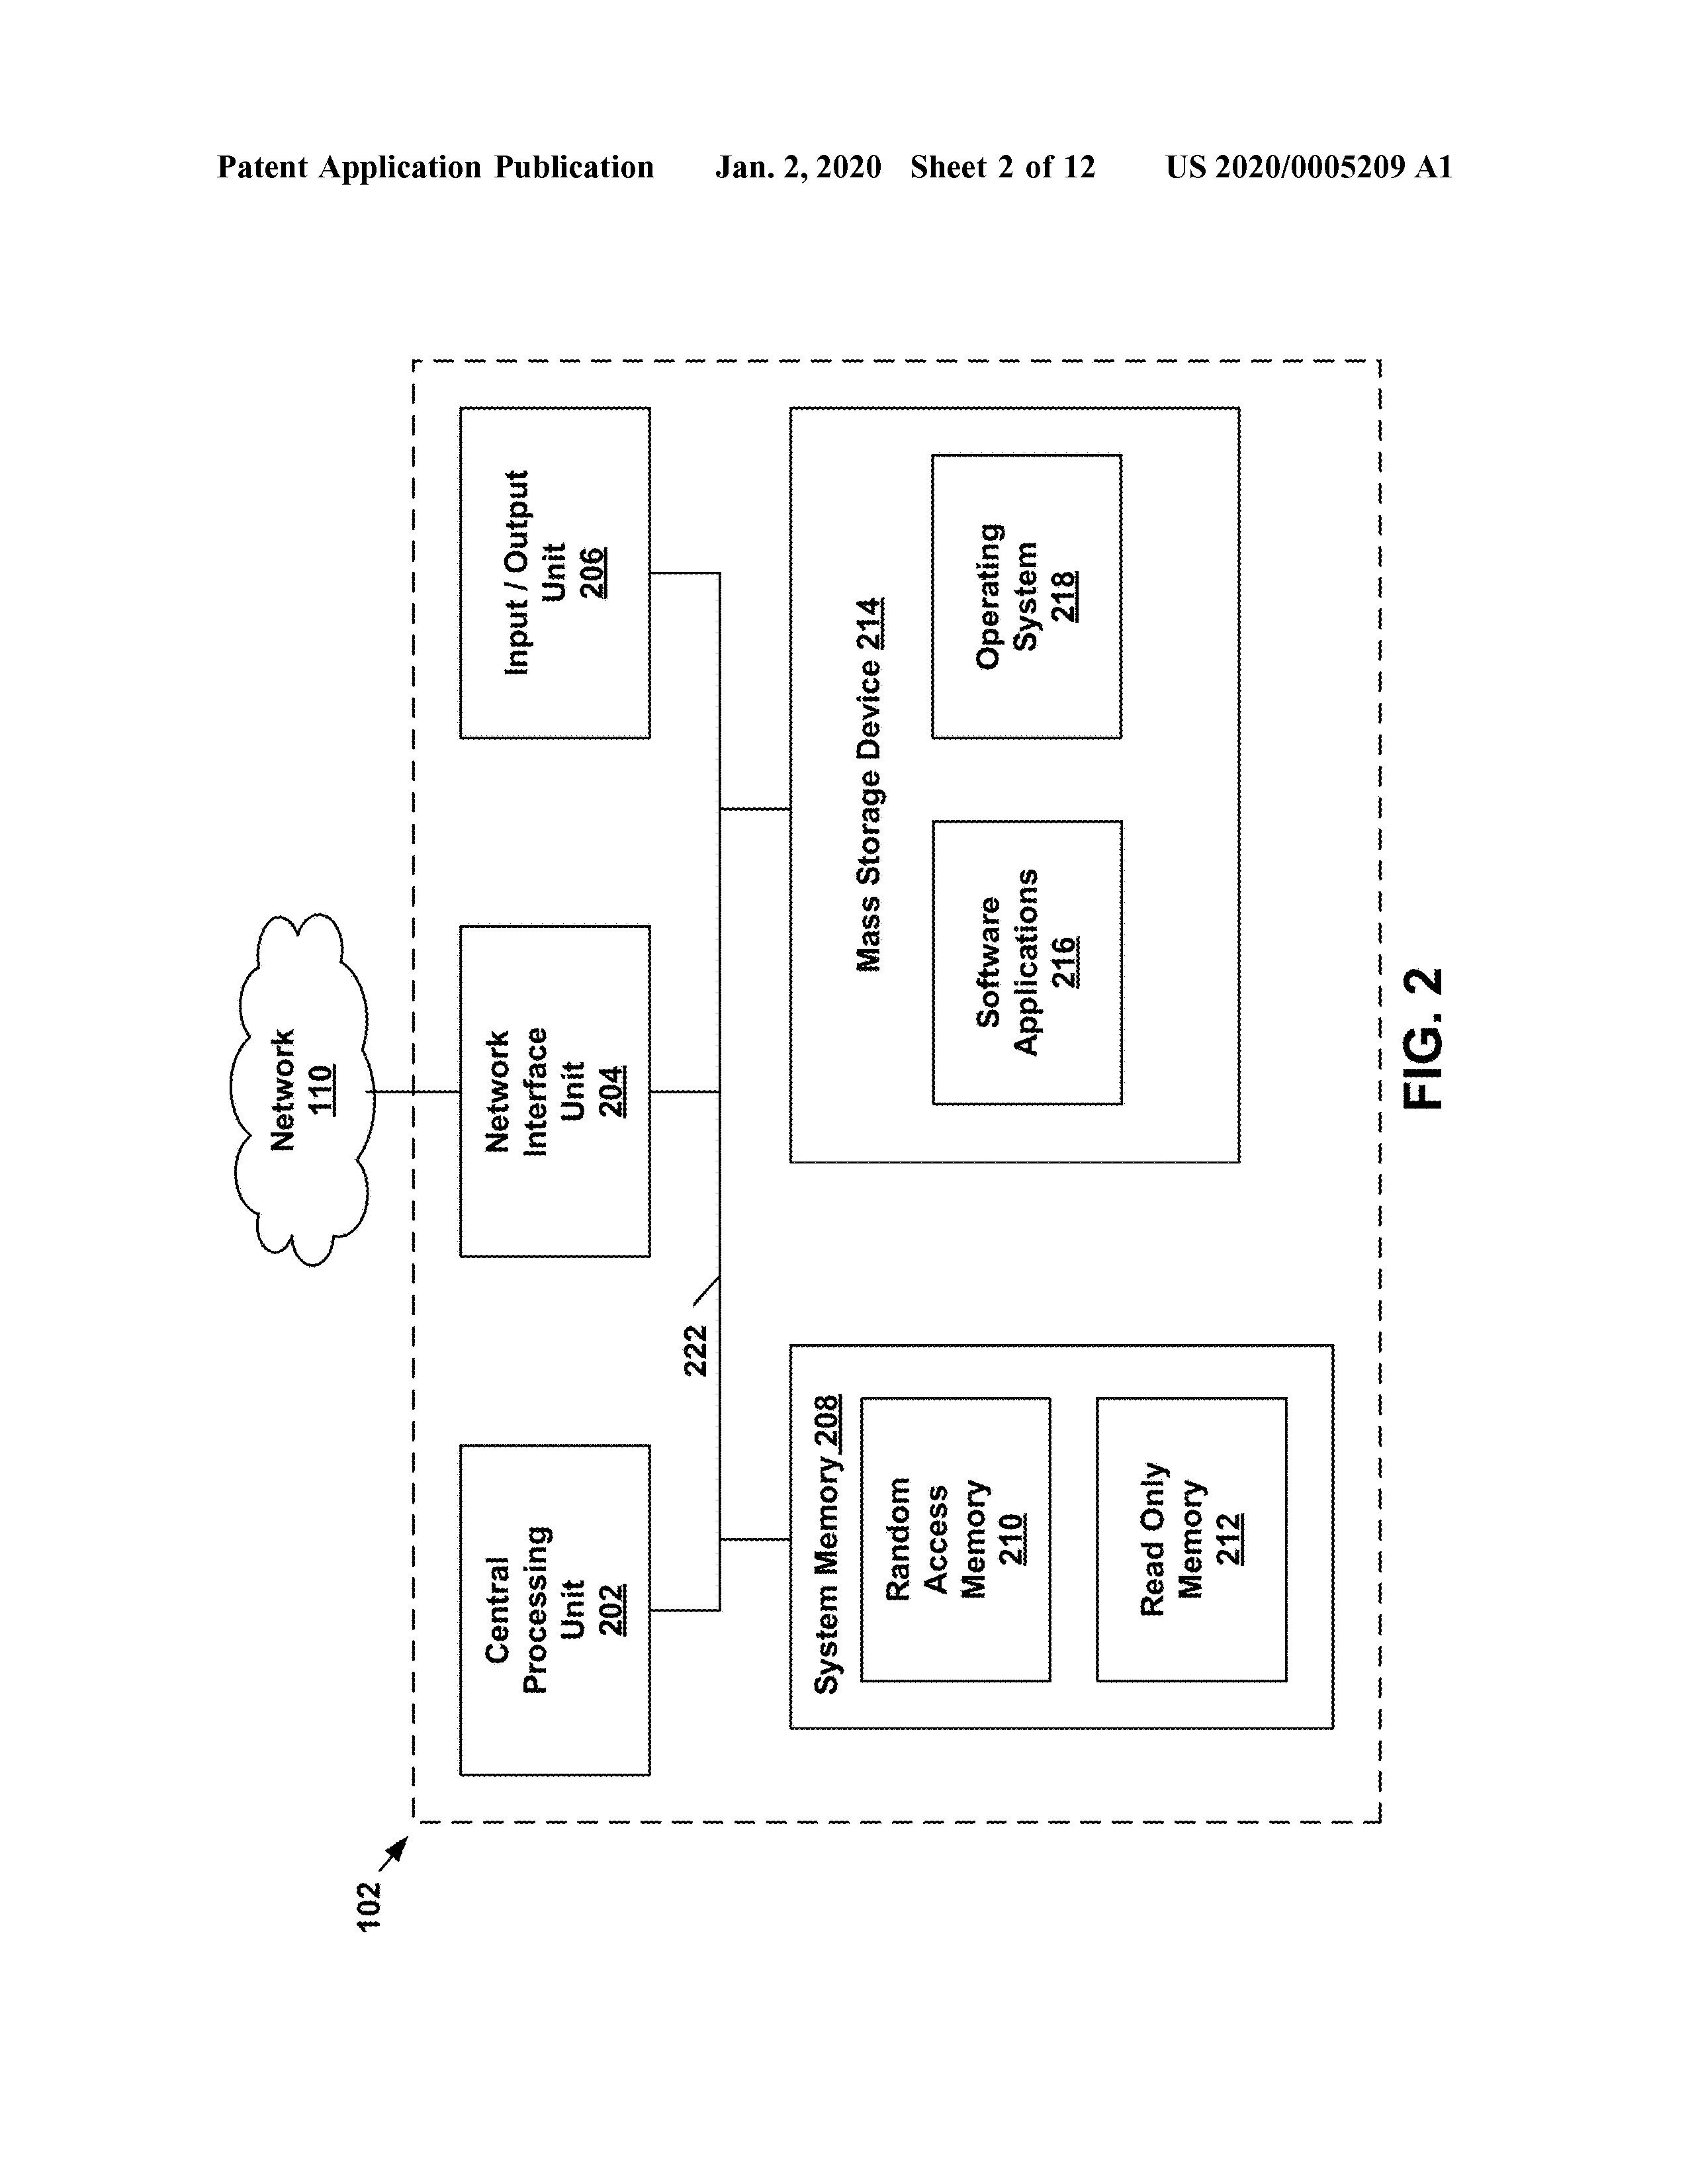 Patent Application Publication Jan. 2, 2020 Sheet 2 of 12 US 2020/0005209 A1
102
Network
110
Central
Processing
Unit
202
Network
Interface
Unit
204
Input / Output
Unit
206
222
System Memory 208
Random
Access
Memory
210
Read Only
Memory
212
Mass Storage Device 214
Software
Applications
216
Operating
System
218
FIG. 2